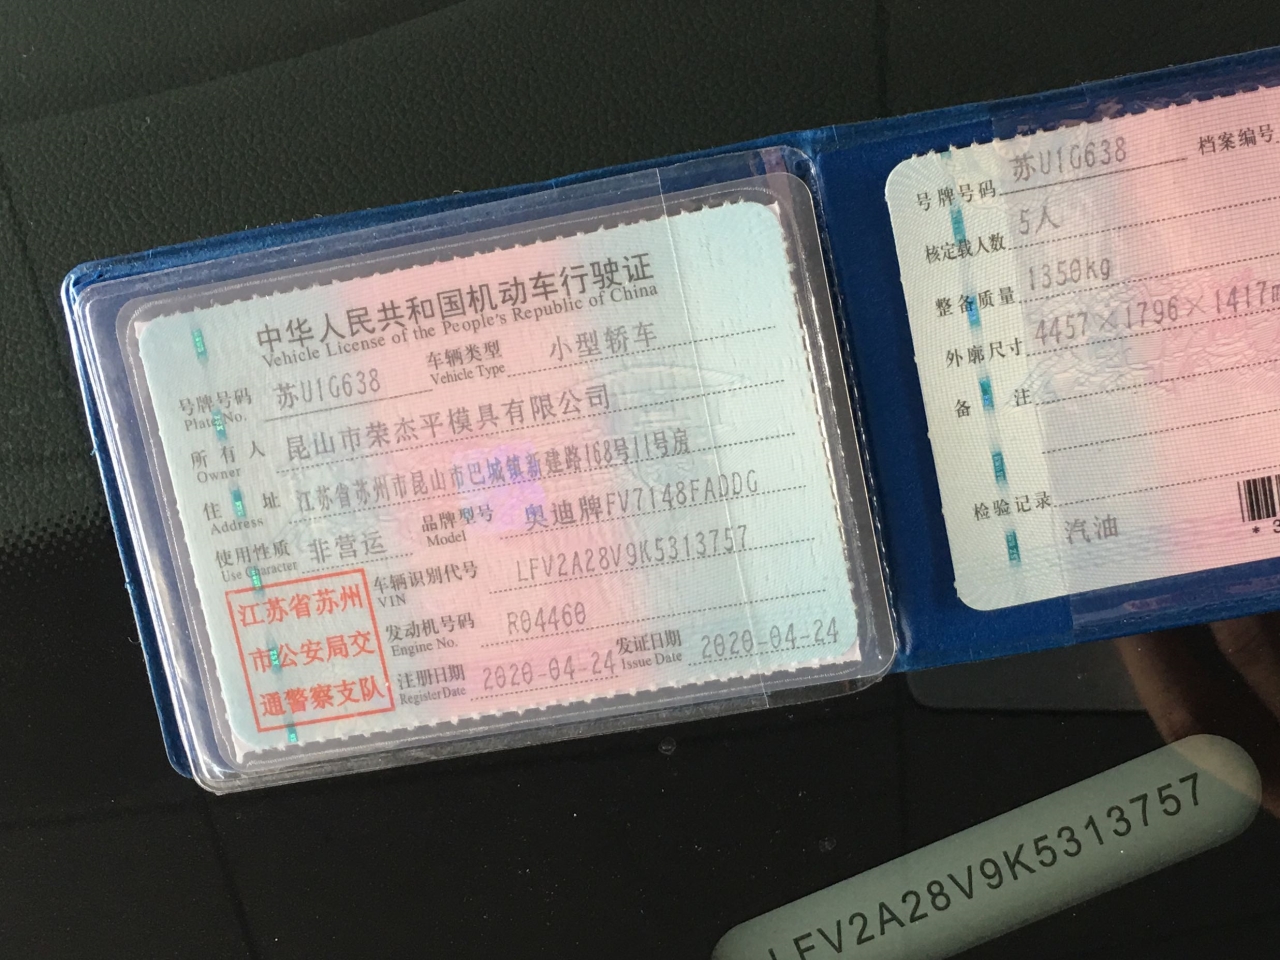 中华人民共和国机动车行驶证
Vehicle License of the People's Republic of China
号牌号码 苏U1G638 车辆类型 小型轿车
Plate No. Vehicle Type
所有人 昆山市荣杰平模具有限公司
Owner
住址 江苏省苏州市昆山市巴城镇新建路168号11号房
Address
使用性质 非营运 品牌型号 奥迪牌FV7148FADDG
Use Character Model
车辆识别代号 LFV2A28V9K5313757
VIN
发动机号码 R04460
Engine No.
注册日期 2020-04-24 发证日期 2020-04-24
Register Date Issue Date
江苏省苏州
市公安局交
通警察支队
号牌号码 苏U1G638 档案编号
核定载人数 5人
整备质量 1350kg
外廓尺寸 4457×1796×1417
备注
检验记录
汽油
LFV2A28V9K5313757